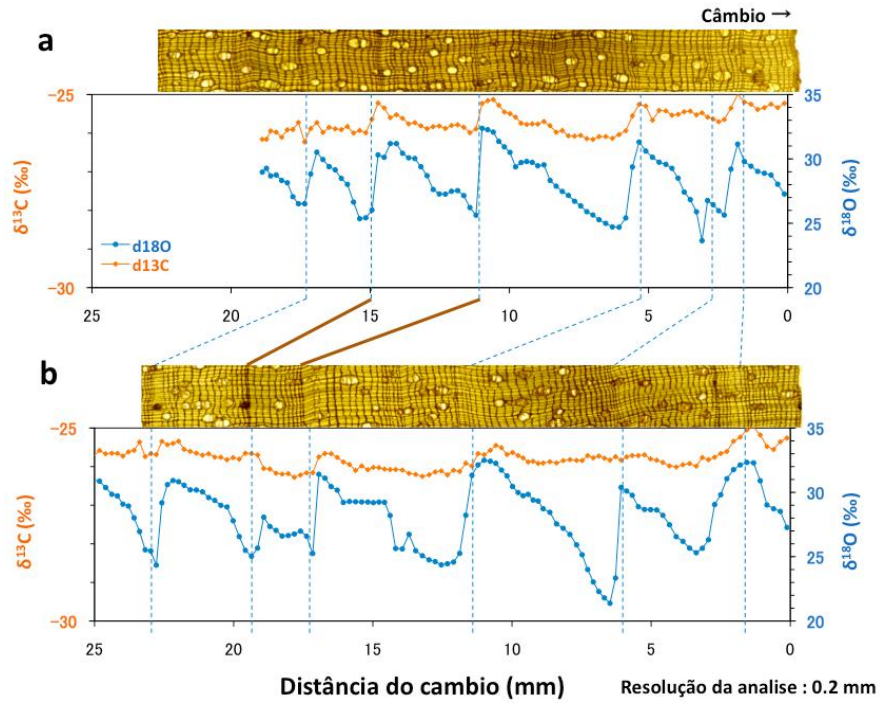 Câmbio →
a
−25
−30
δ¹³C (‰)
d18O
d13C
35
30
25
20
δ¹⁸O (‰)
25 20 15 10 5 0
b
−25
−30
δ¹³C (‰)
35
30
25
20
δ¹⁸O (‰)
25 20 15 10 5 0
Distância do cambio (mm)
Resolução da analise : 0.2 mm